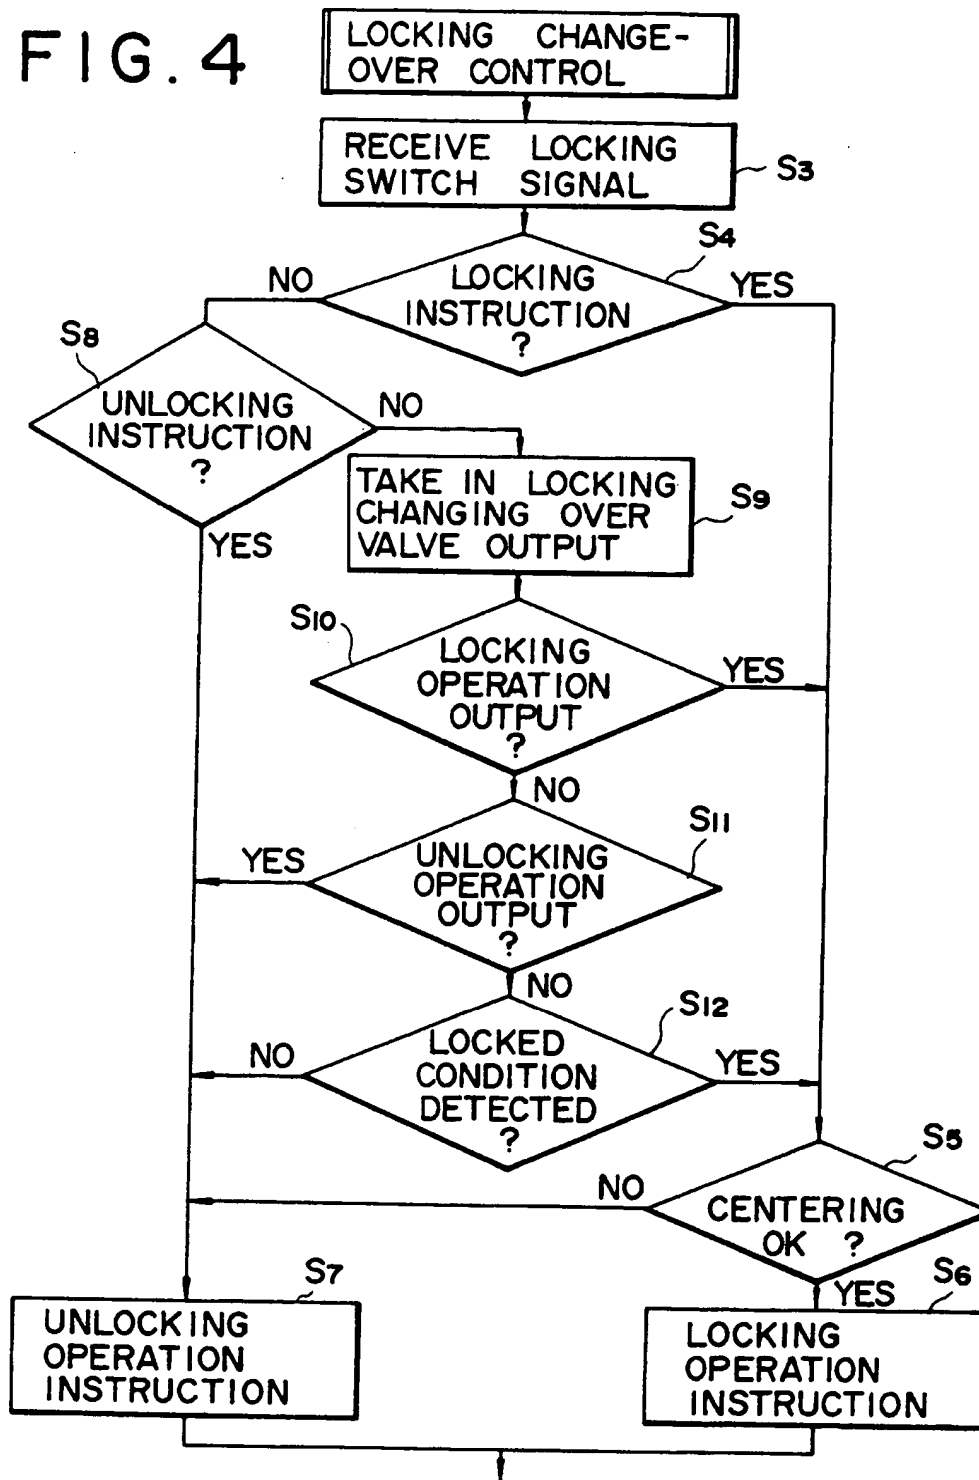 FIG. 4
LOCKING CHANGE-
OVER CONTROL
RECEIVE LOCKING
SWITCH SIGNAL
S3
S4
LOCKING
INSTRUCTION
?
NO
YES
S8
UNLOCKING
INSTRUCTION
?
NO
YES
TAKE IN LOCKING
CHANGING OVER
VALVE OUTPUT
S9
S10
LOCKING
OPERATION
OUTPUT
?
YES
NO
S11
UNLOCKING
OPERATION
OUTPUT
?
YES
NO
S12
LOCKED
CONDITION
DETECTED
?
NO
YES
S5
CENTERING
OK ?
NO
YES
S7
UNLOCKING
OPERATION
INSTRUCTION
S6
LOCKING
OPERATION
INSTRUCTION